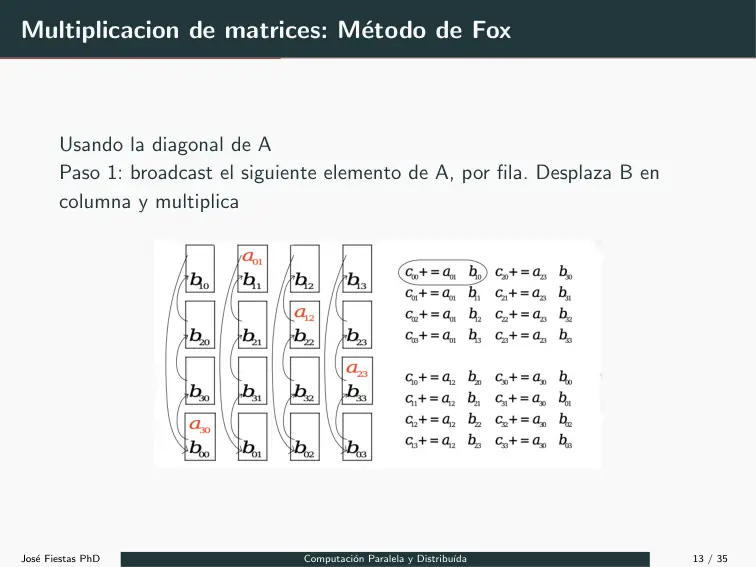 Multiplicacion de matrices: Método de Fox
Usando la diagonal de A
Paso 1: broadcast el siguiente elemento de A, por fila. Desplaza B en
columna y multiplica
a01
b10 b11 b12 b13
a12
b20 b21 b22 b23
a23
b30 b31 b32 b33
a30
b00 b01 b02 b03
c00+=a01 b10 c20+=a23 b30
c01+=a01 b11 c21+=a23 b31
c02+=a01 b12 c22+=a23 b32
c03+=a01 b13 c23+=a23 b33
c10+=a12 b20 c30+=a30 b00
c11+=a12 b21 c31+=a30 b01
c12+=a12 b22 c32+=a30 b02
c13+=a12 b23 c33+=a30 b03
José Fiestas PhD
Computación Paralela y Distribuída
13 / 35